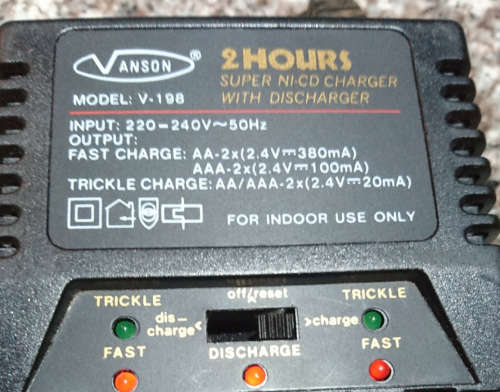 VANSON®
2 HOURS
SUPER NI-CD CHARGER
WITH DISCHARGER
MODEL: V-198
INPUT: 220-240V~50Hz
OUTPUT:
FAST CHARGE: AA-2x(2.4V⎓380mA)
AAA-2x(2.4V⎓100mA)
TRICKLE CHARGE: AA/AAA-2x(2.4V⎓20mA)
FOR INDOOR USE ONLY
TRICKLE
off/reset
TRICKLE
dis-
charge<
>charge
FAST
DISCHARGE
FAST